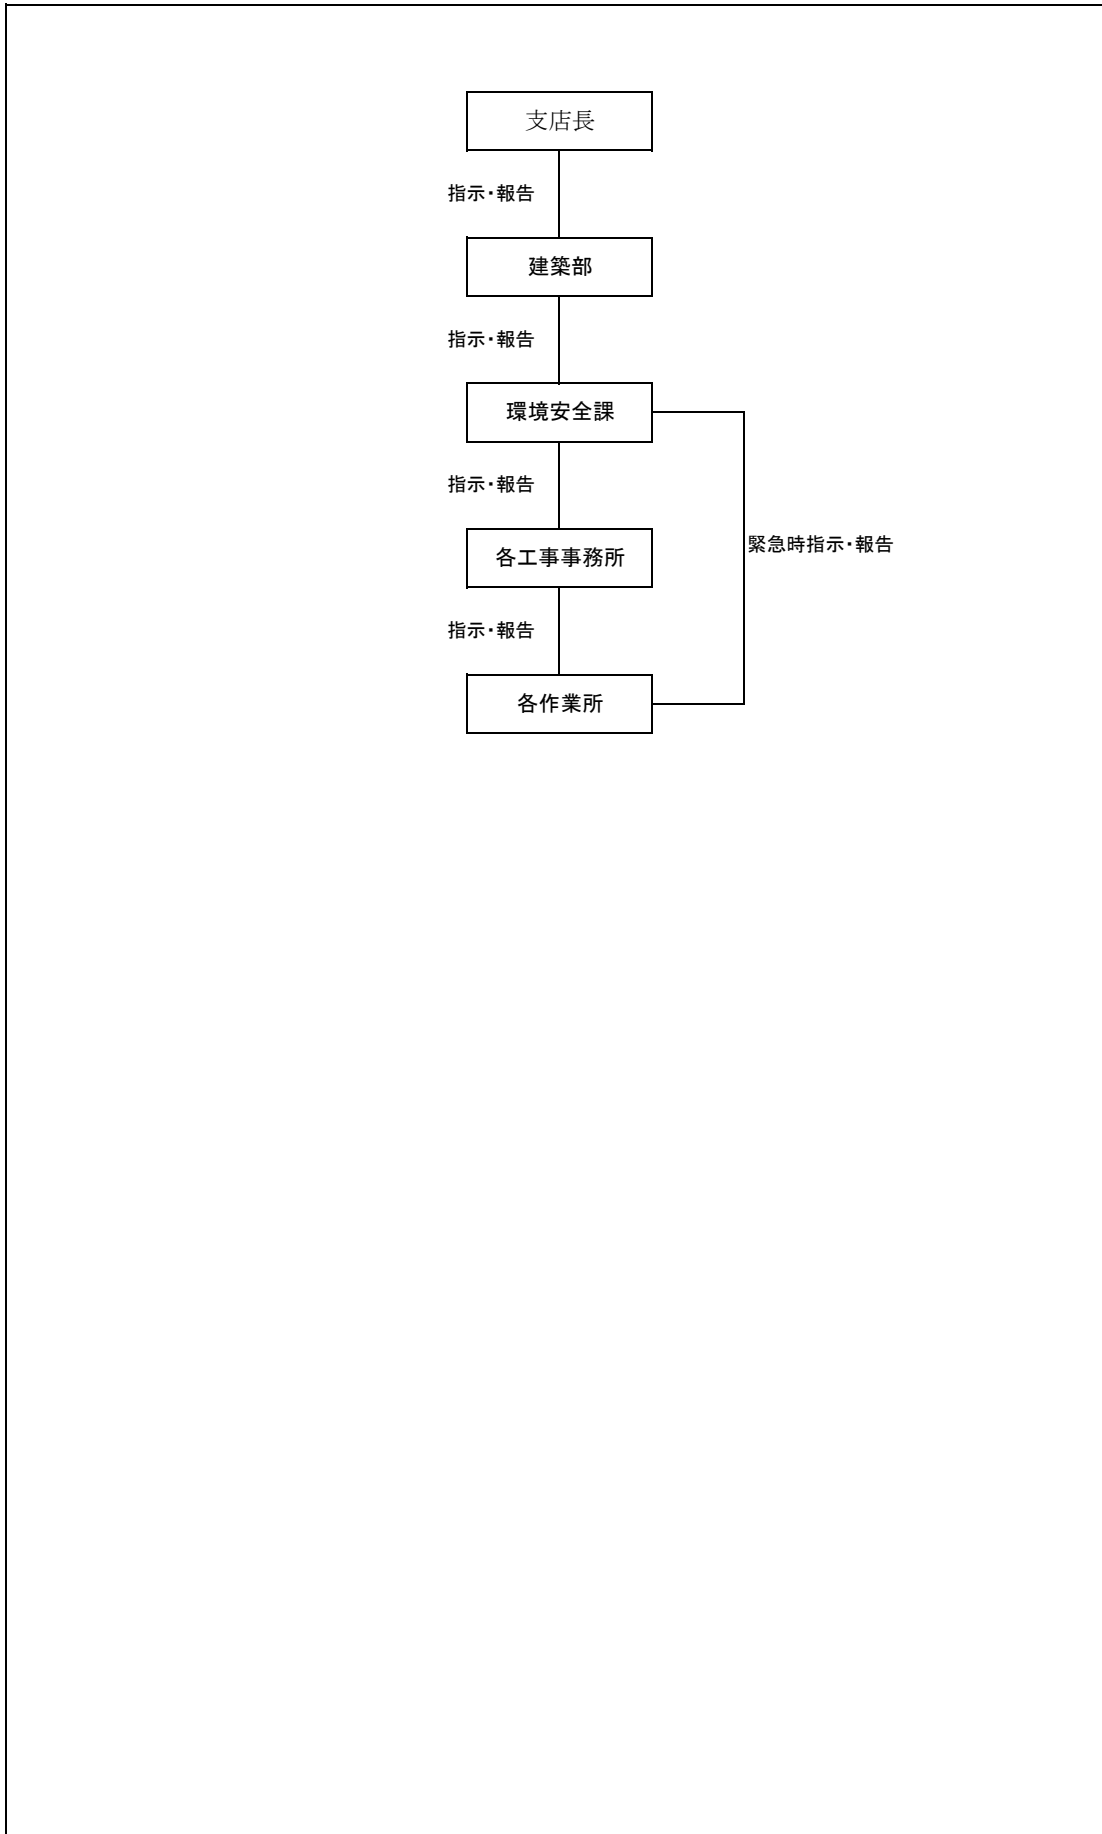 支店長
指示・報告
建築部
指示・報告
環境安全課
指示・報告
各工事事務所
緊急時指示・報告
指示・報告
各作業所